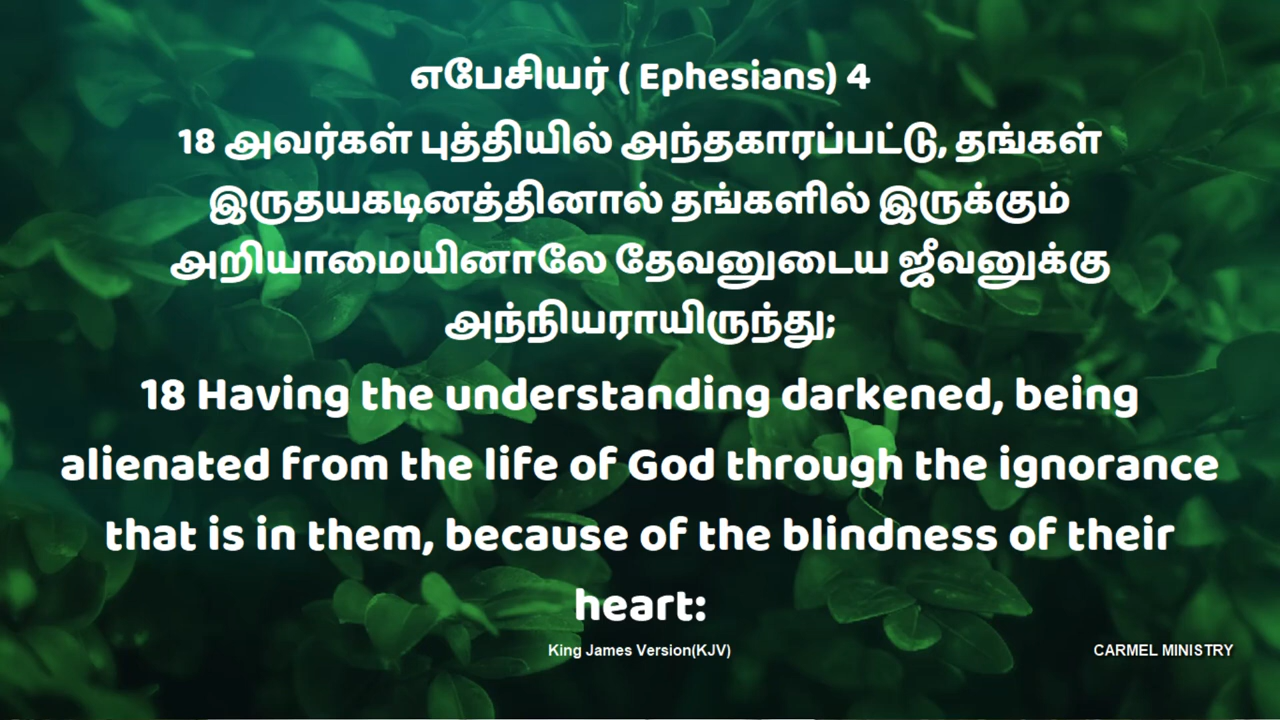 எபேசியர் ( Ephesians) 4
18 அவர்கள் புத்தியில் அந்தகாரப்பட்டு, தங்கள்
இருதயகடினத்தினால் தங்களில் இருக்கும்
அறியாமையினாலே தேவனுடைய ஜீவனுக்கு
அந்நியராயிருந்து;
18 Having the understanding darkened, being
alienated from the life of God through the ignorance
that is in them, because of the blindness of their
heart:
King James Version(KJV)
CARMEL MINISTRY